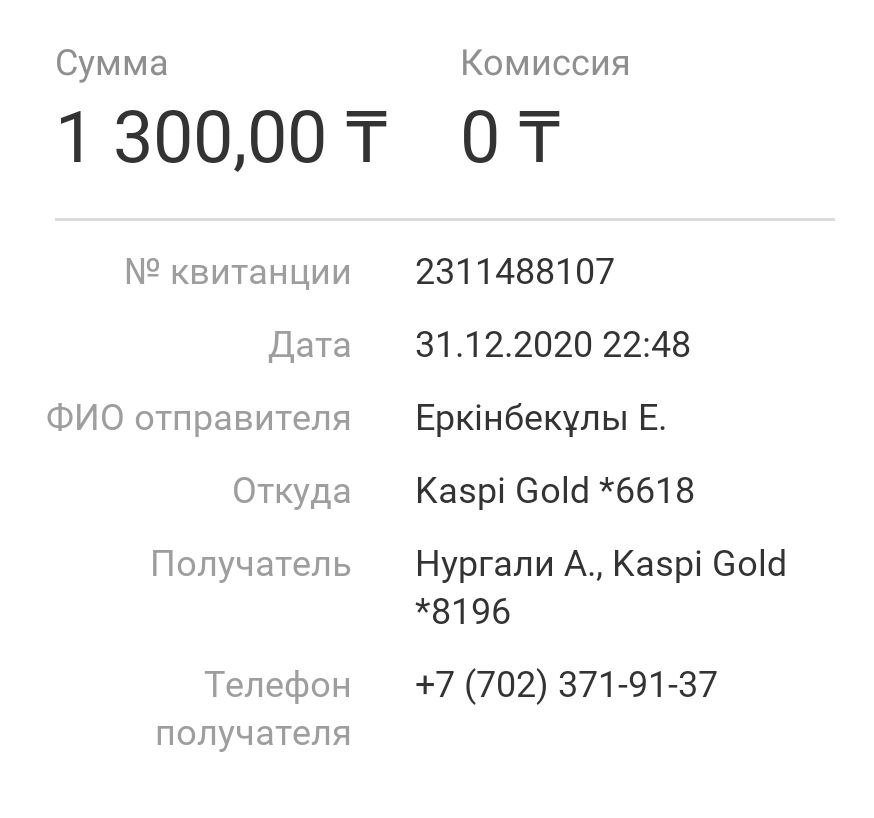 Сумма Комиссия
1 300,00 ₸ 0 ₸
№ квитанции 2311488107
Дата 31.12.2020 22:48
ФИО отправителя Еркінбекұлы Е.
Откуда Kaspi Gold *6618
Получатель Нургали А., Kaspi Gold
*8196
Телефон +7 (702) 371-91-37
получателя